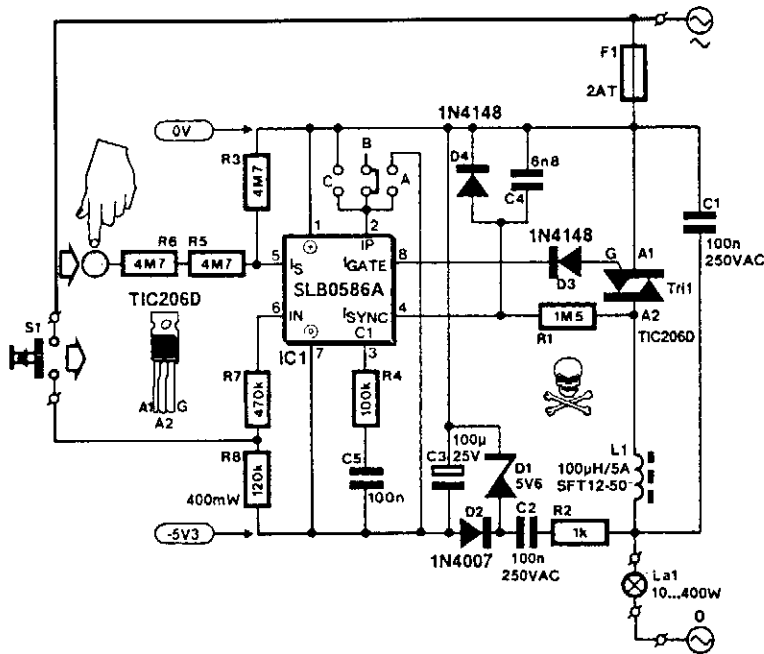 ~
F1
2AT
1N4148
0V
B
D4
R3
4M7
C
A
6n8
C4
C1
100n
250VAC
1
2
IP
1N4148
R6
R5
4M7
4M7
5
IS
IGATE
8
G
A1
D3
Tri1
SLB0586A
TIC206D
6
IN
ISYNC
4
1M5
A2
R1
TIC206D
S1
C1
IC1
7
3
R7
470k
R4
100k
A1
G
A2
R8
120k
400mW
C5
100n
100µ
25V
C3
D1
5V6
L1
100µH/5A
SFT12-50
-5V3
D2
C2
R2
1k
1N4007
100n
250VAC
La1
10...400W
0